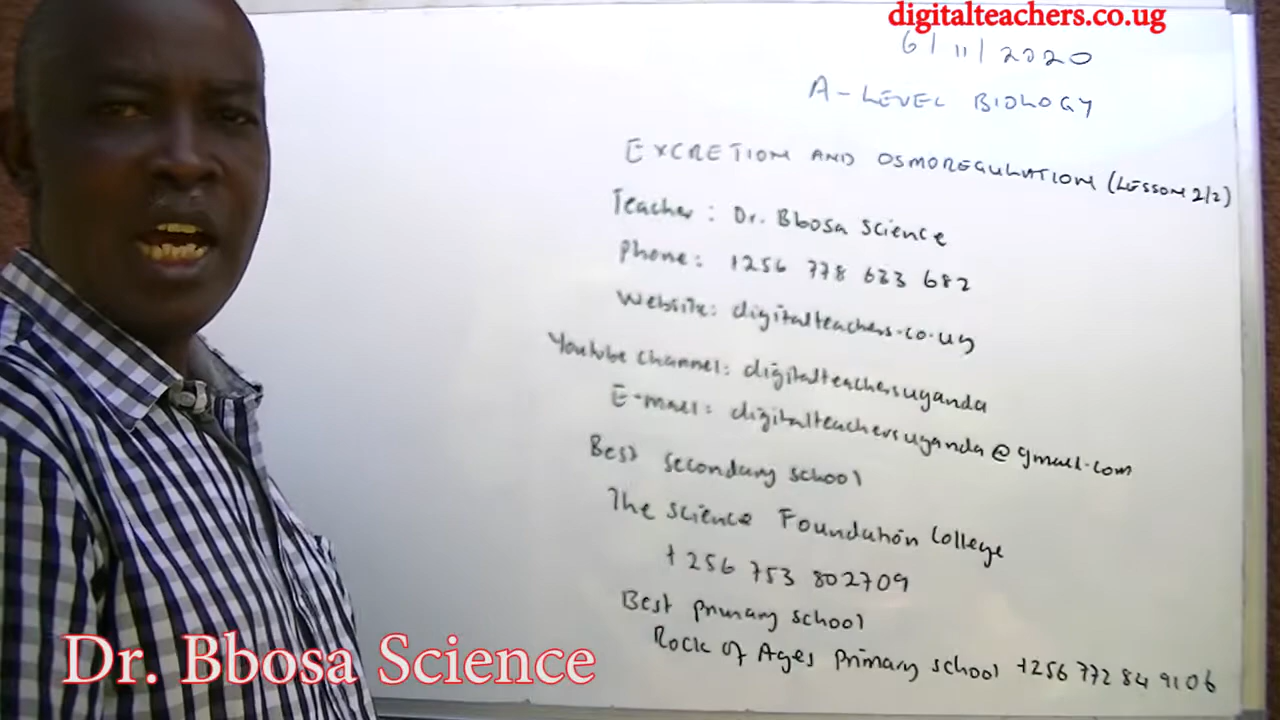 digitalteachers.co.ug
6/11/2020
A-LEVEL BIOLOGY
EXCRETION AND OSMOREGULATION (LESSON 2/2)
Teacher: Dr. Bbosa Science
Phone: +256 778 633 682
Website: digitalteachers.co.ug
Youtube channel: digitalteachersuganda
E-mail: digitalteachersuganda@gmail.com
Best secondary school
The science Foundation College
+256 753 802709
Best primary school
Rock of Ages primary school +256 772 84 9106
Dr. Bbosa Science